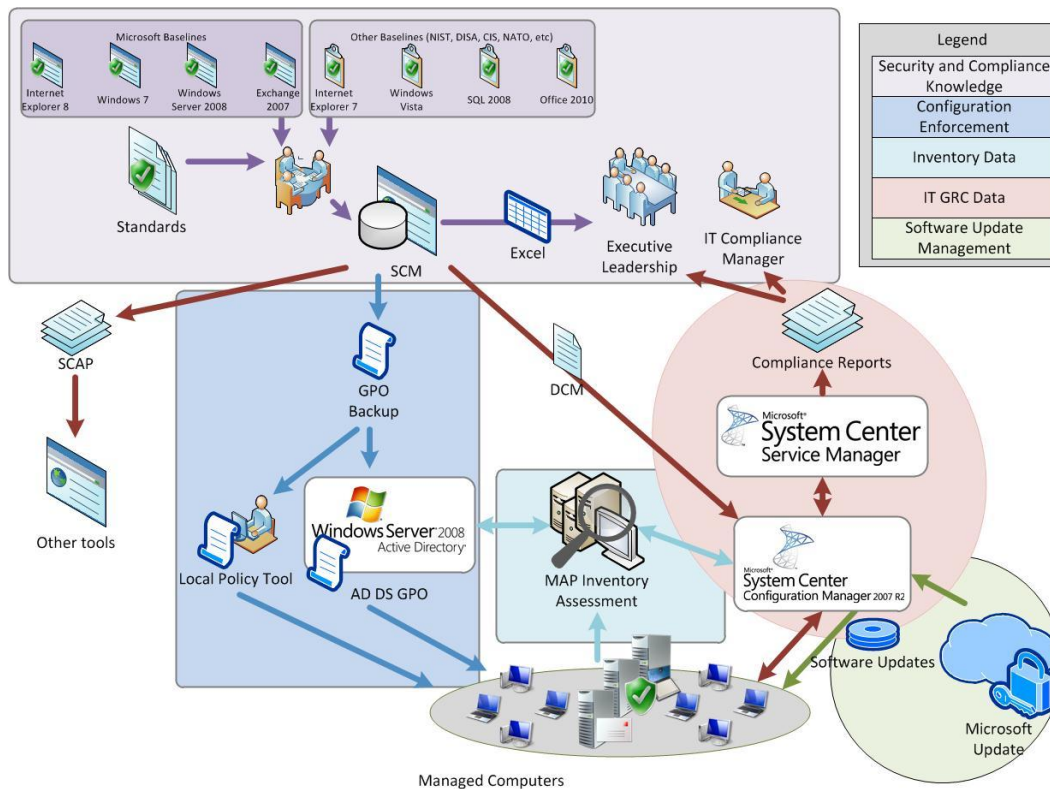 Microsoft Baselines
Internet
Explorer 8
Windows 7
Windows
Server 2008
Exchange
2007
Other Baselines (NIST, DISA, CIS, NATO, etc)
Internet
Explorer 7
Windows
Vista
SQL 2008
Office 2010
Legend
Security and Compliance
Knowledge
Configuration
Enforcement
Inventory Data
IT GRC Data
Software Update
Management
Standards
SCM
Excel
Executive
Leadership
IT Compliance
Manager
SCAP
Other tools
GPO
Backup
DCM
Compliance Reports
Microsoft®
System Center
Service Manager
Windows Server® 2008
Active Directory®
Local Policy Tool
AD DS GPO
MAP Inventory
Assessment
Microsoft®
System Center
Configuration Manager 2007 R2
Software Updates
Microsoft
Update
Managed Computers